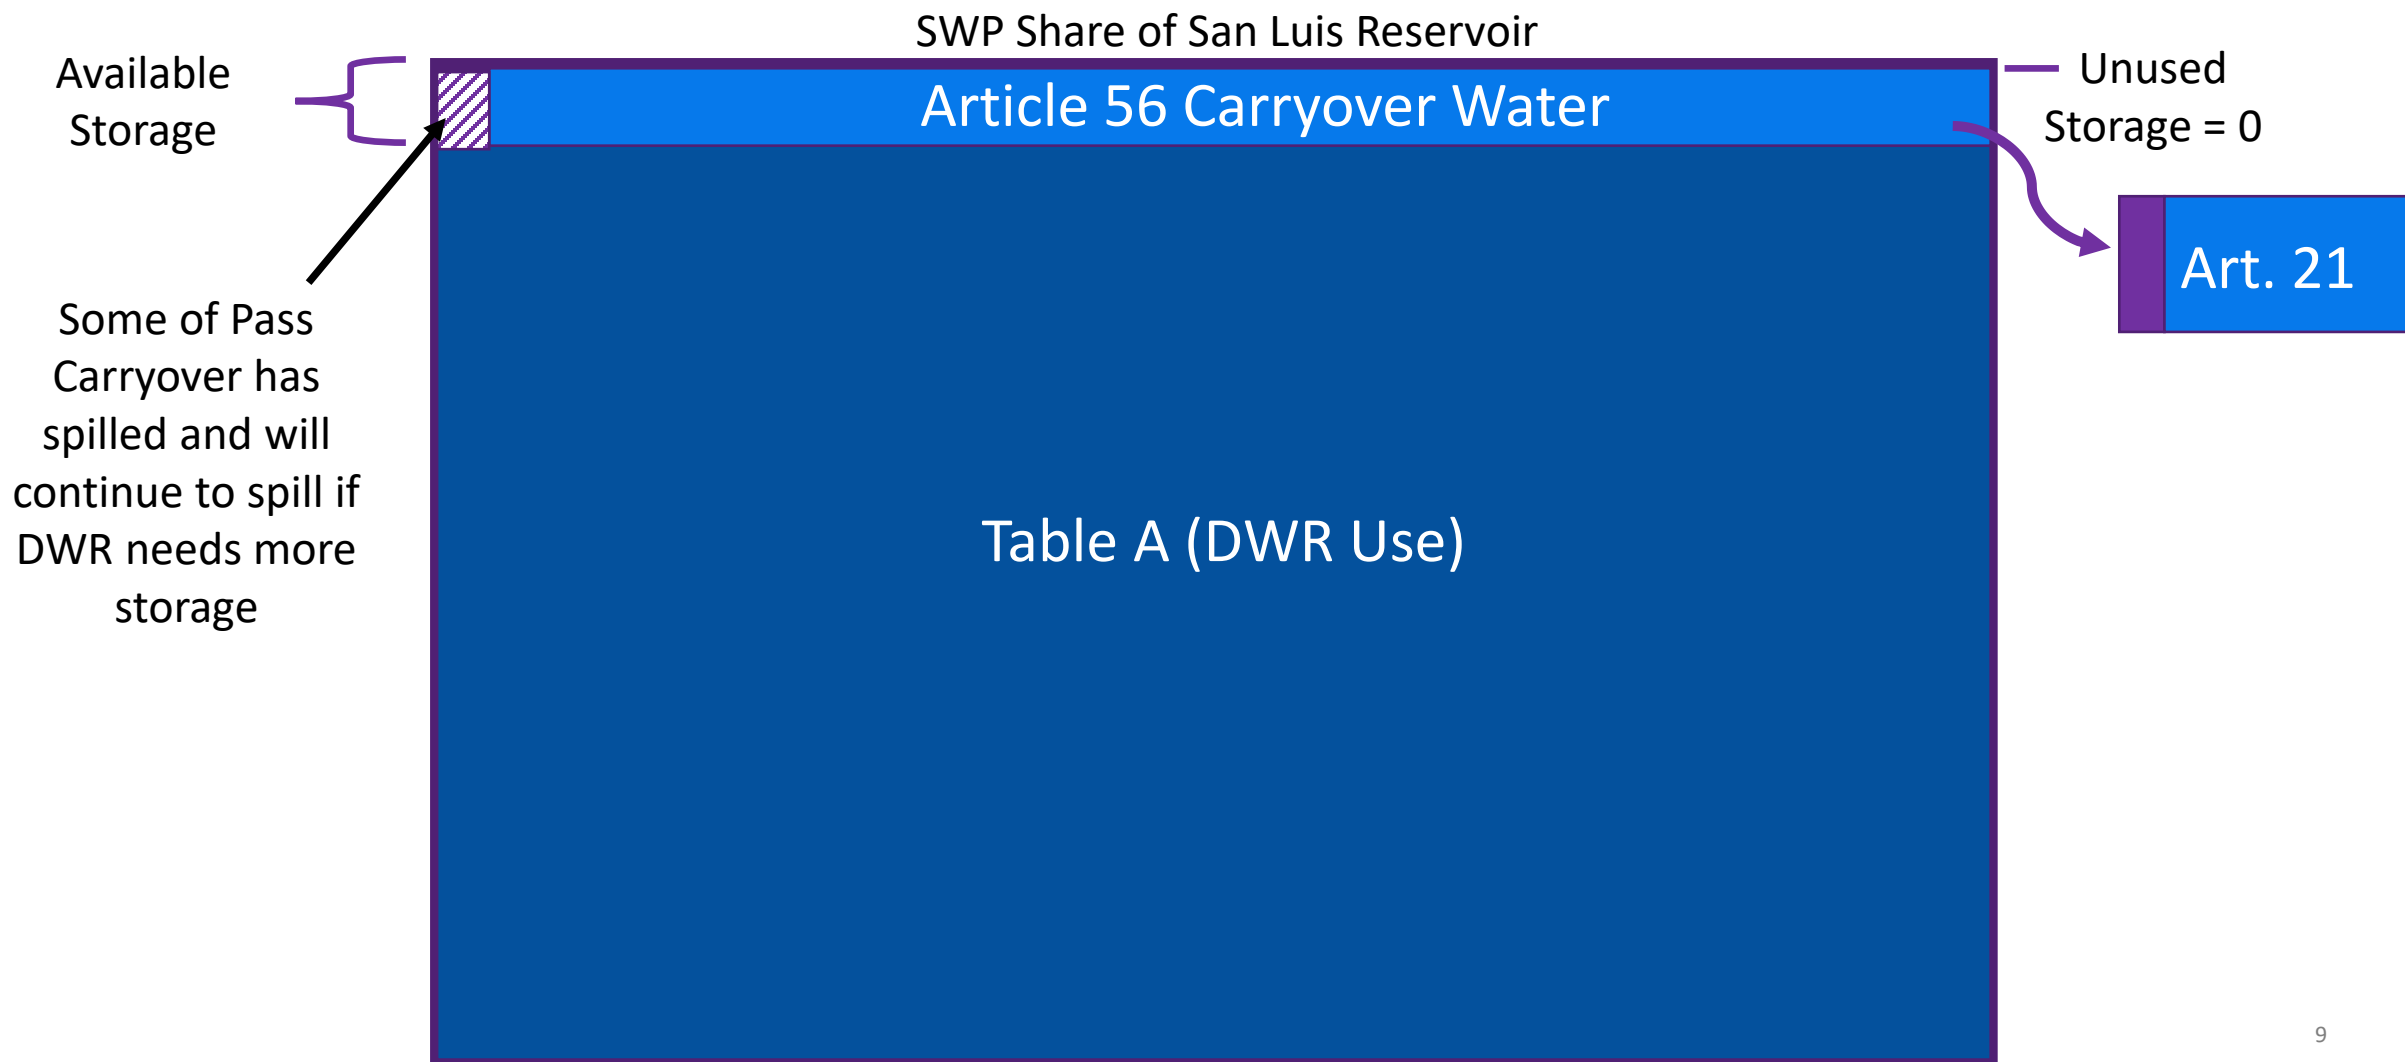 SWP Share of San Luis Reservoir
Available
Storage
Article 56 Carryover Water
Unused
Storage = 0
Art. 21
Some of Pass
Carryover has
spilled and will
continue to spill if
DWR needs more
storage
Table A (DWR Use)
9